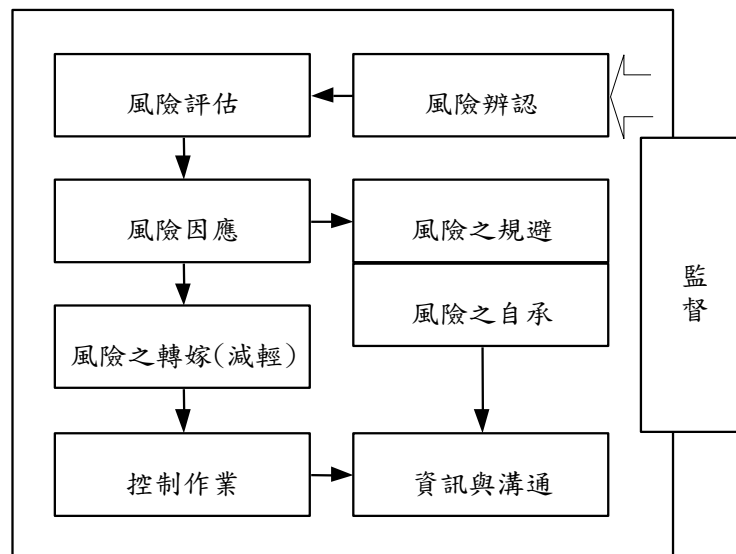 風險評估
風險辨認
風險因應
風險之規避
風險之自承
風險之轉嫁(減輕)
控制作業
資訊與溝通
監
督